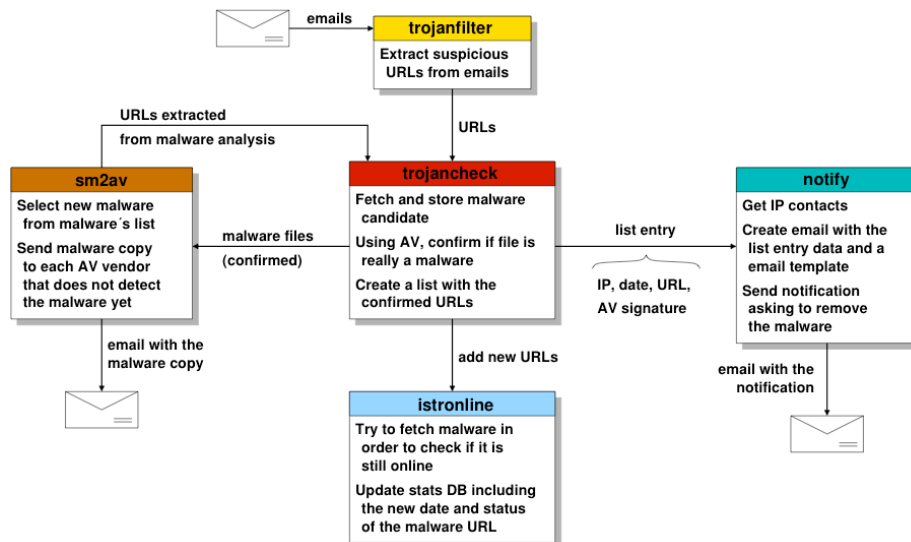 emails
trojanfilter
Extract suspicious
URLs from emails
URLs extracted
from malware analysis
URLs
sm2av
Select new malware
from malware´s list
Send malware copy
to each AV vendor
that does not detect
the malware yet
malware files
(confirmed)
trojancheck
Fetch and store malware
candidate
Using AV, confirm if file is
really a malware
Create a list with the
confirmed URLs
list entry
IP, date, URL,
AV signature
notify
Get IP contacts
Create email with the
list entry data and a
email template
Send notification
asking to remove
the malware
email with the
malware copy
add new URLs
email with the
notification
istronline
Try to fetch malware in
order to check if it is
still online
Update stats DB including
the new date and status
of the malware URL